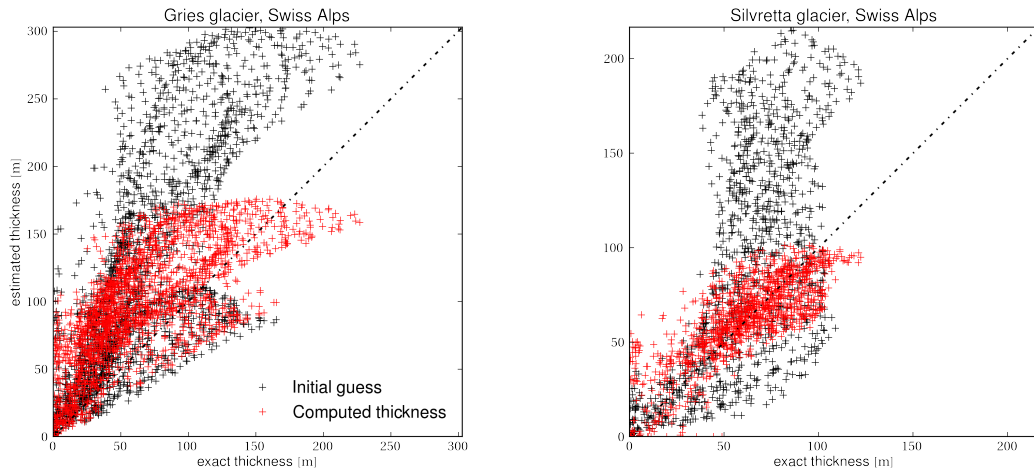 Gries glacier, Swiss Alps
300
250
200
150
100
50
0
estimated thickness [m]
0 50 100 150 200 250 300
exact thickness [m]
Initial guess
Computed thickness
Silvretta glacier, Swiss Alps
200
150
100
50
0
0 50 100 150 200
exact thickness [m]